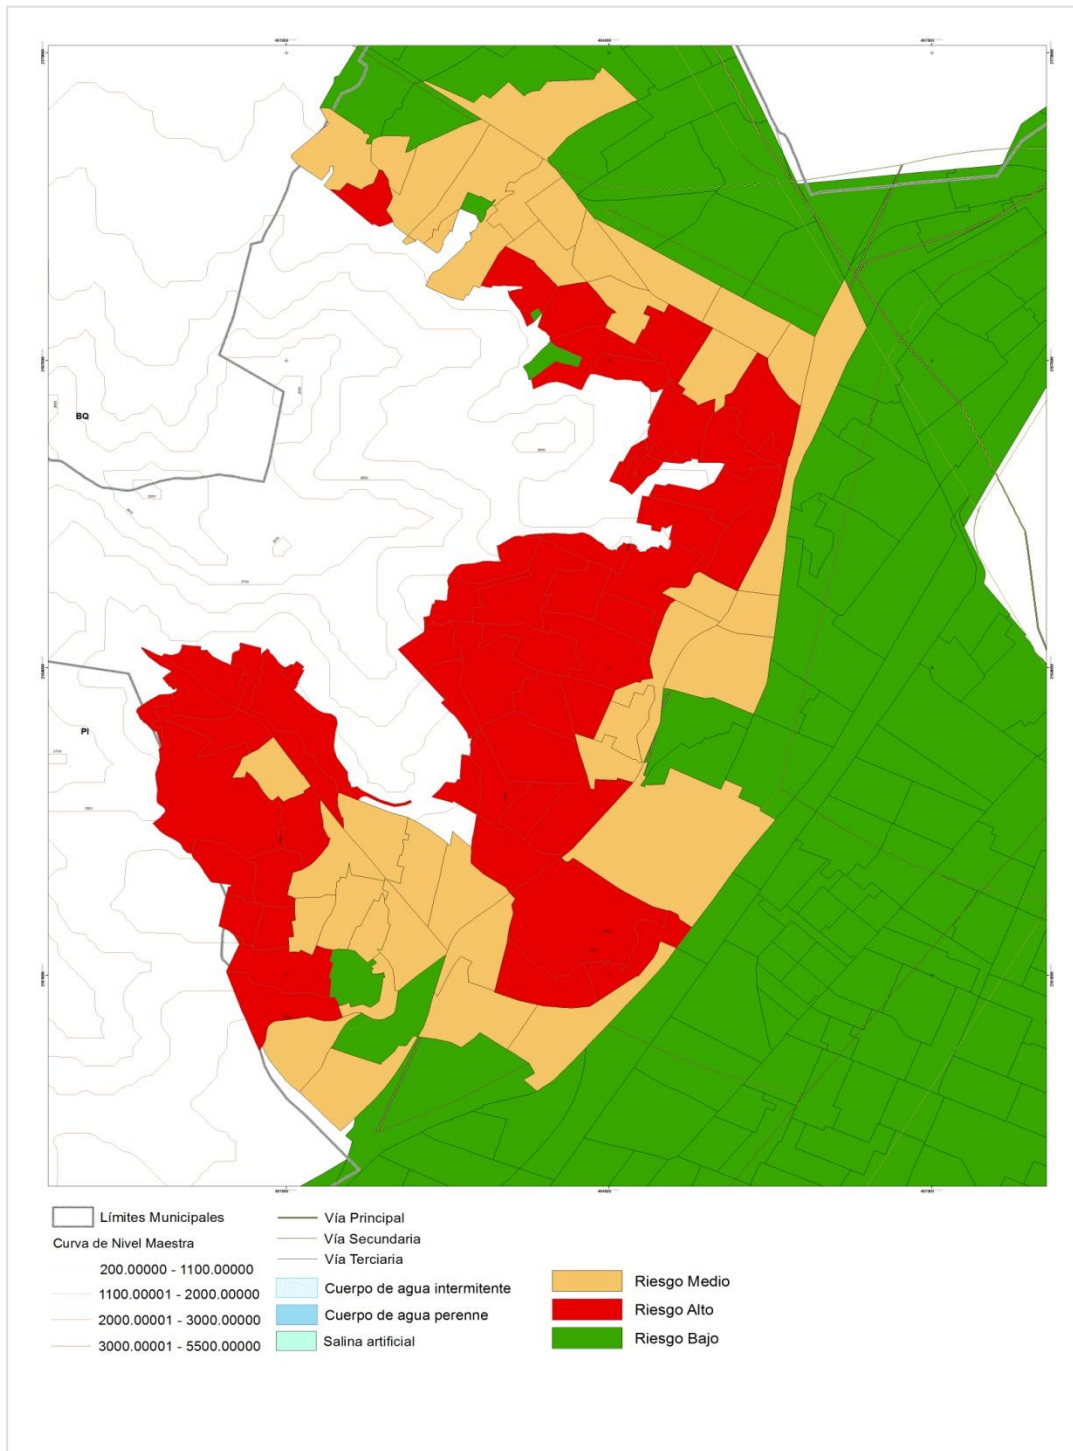 BQ
PI
Límites Municipales
Curva de Nivel Maestra
200.00000 - 1100.00000
1100.00001 - 2000.00000
2000.00001 - 3000.00000
3000.00001 - 5500.00000
Vía Principal
Vía Secundaria
Vía Terciaria
Cuerpo de agua intermitente
Cuerpo de agua perenne
Salina artificial
Riesgo Medio
Riesgo Alto
Riesgo Bajo